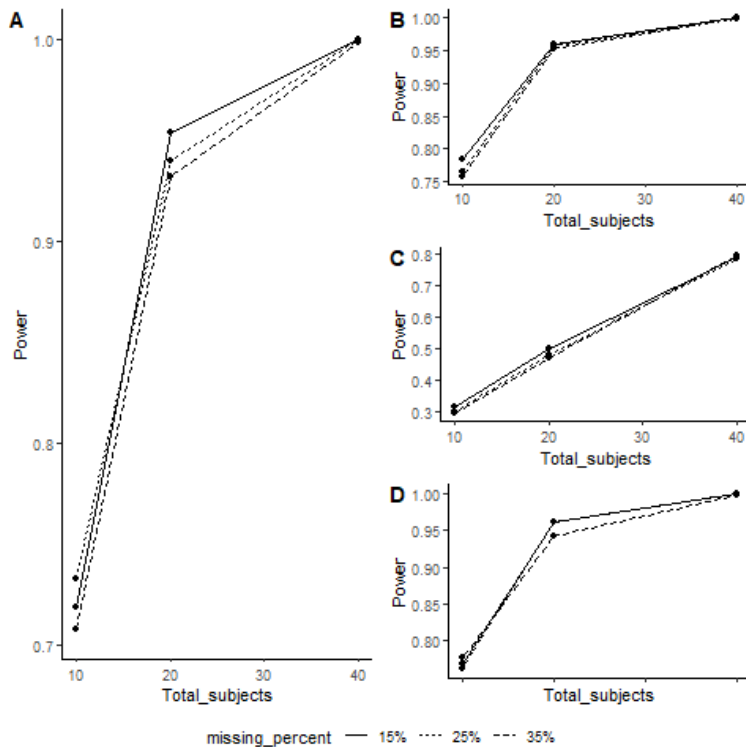 A
1.0
0.9
0.8
0.7
Power
10 20 30 40
Total_subjects
B
1.00
0.95
0.90
0.85
0.80
0.75
Power
10 20 30 40
Total_subjects
C
0.8
0.7
0.6
0.5
0.4
0.3
Power
10 20 30 40
Total_subjects
D
1.00
0.95
0.90
0.85
0.80
Power
Total_subjects
missing_percent 15% 25% 35%